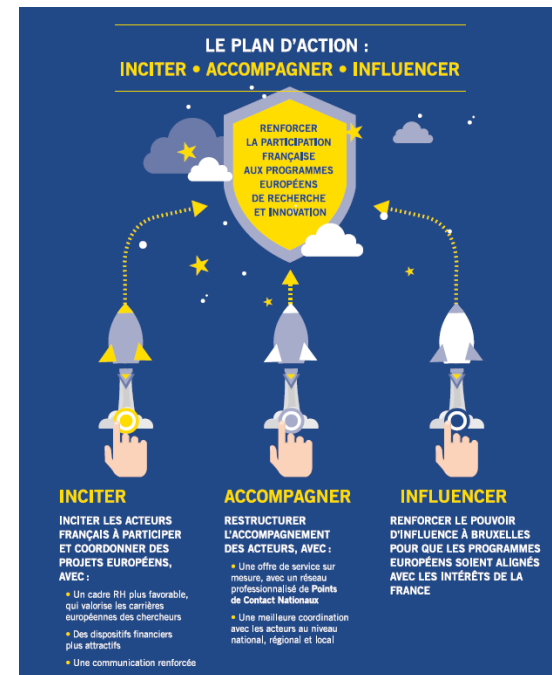 LE PLAN D'ACTION :
INCITER • ACCOMPAGNER • INFLUENCER
RENFORCER
LA PARTICIPATION
FRANÇAISE
AUX PROGRAMMES
EUROPÉENS
DE RECHERCHE
ET INNOVATION
INCITER
INCITER LES ACTEURS
FRANÇAIS À PARTICIPER
ET COORDONNER DES
PROJETS EUROPÉENS,
AVEC :
• Un cadre RH plus favorable,
qui valorise les carrières
européennes des chercheurs
• Des dispositifs financiers
plus attractifs
• Une communication renforcée
ACCOMPAGNER
RESTRUCTURER
L'ACCOMPAGNEMENT
DES ACTEURS, AVEC :
• Une offre de service sur
mesure, avec un réseau
professionnalisé de Points
de Contact Nationaux
• Une meilleure coordination
avec les acteurs au niveau
national, régional et local
INFLUENCER
RENFORCER LE POUVOIR
D'INFLUENCE À BRUXELLES
POUR QUE LES PROGRAMMES
EUROPÉENS SOIENT ALIGNÉS
AVEC LES INTÉRÊTS DE LA
FRANCE